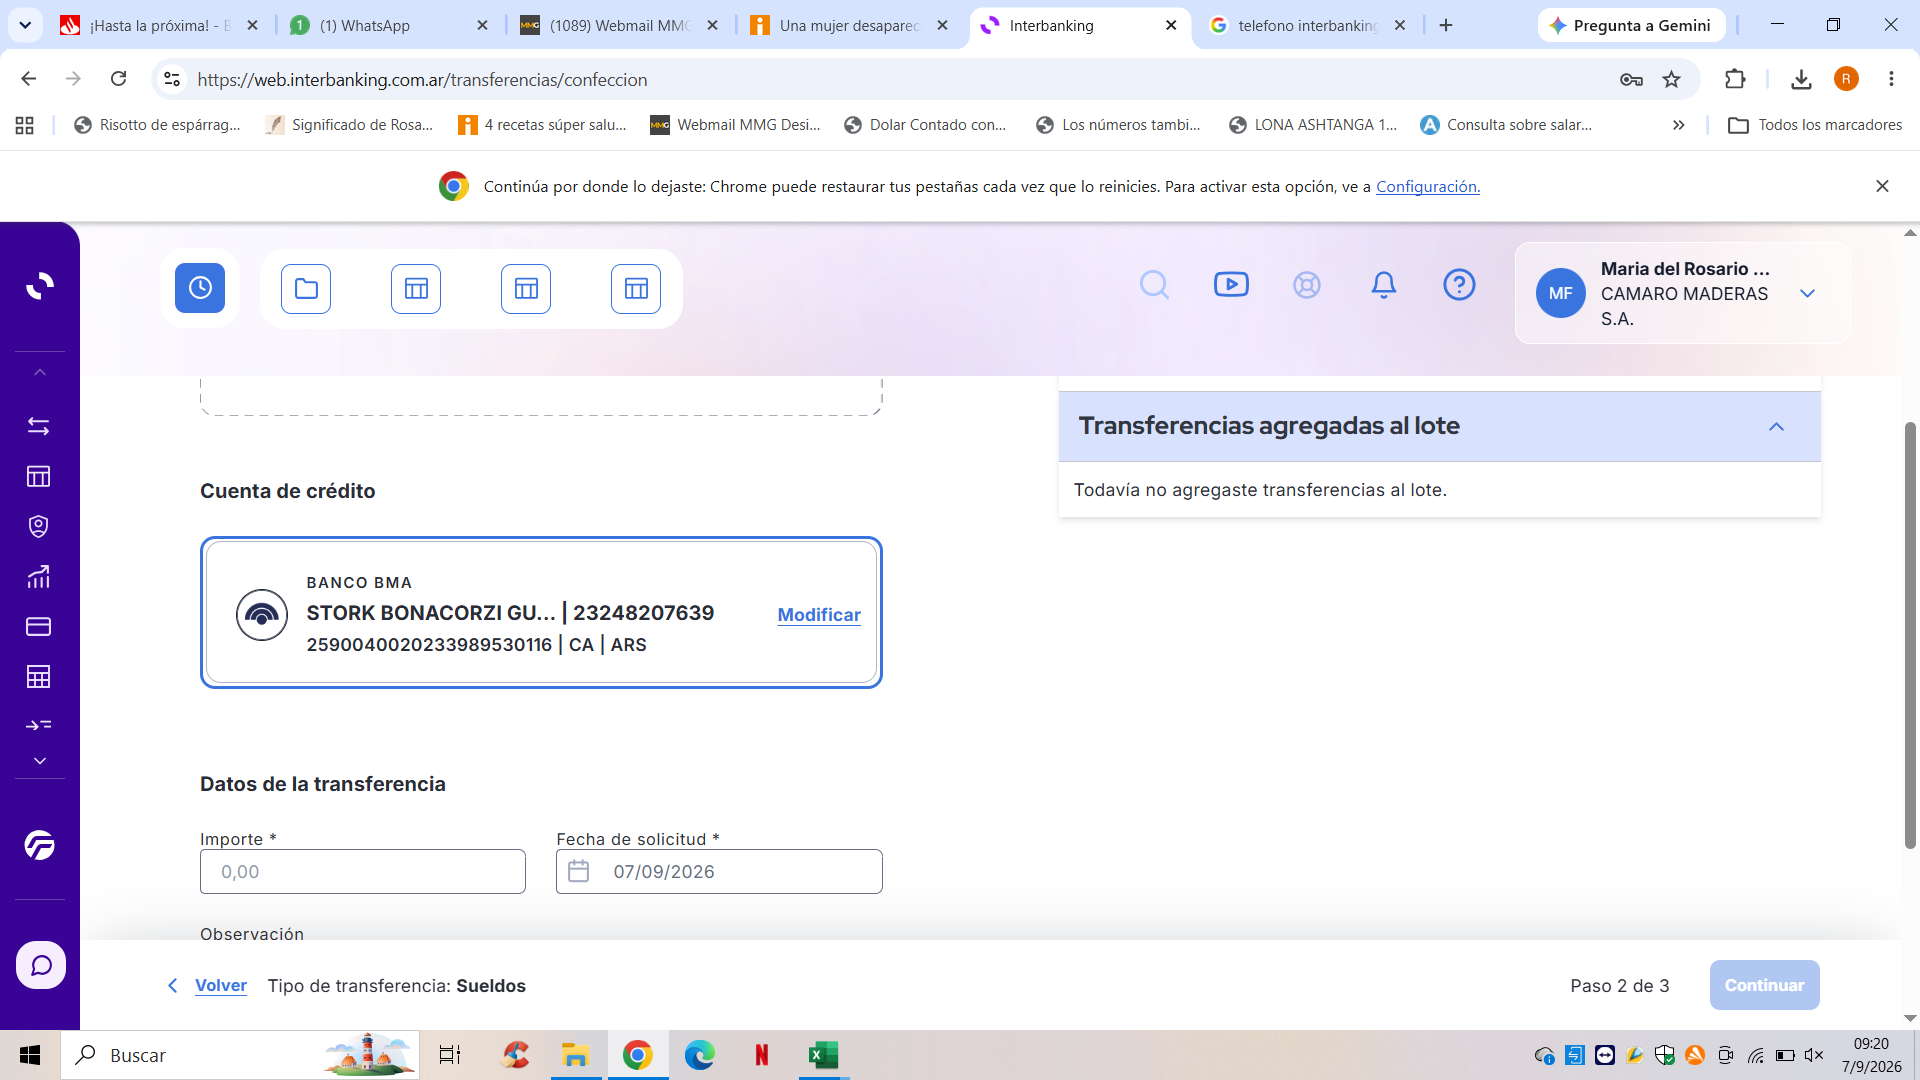 ¡Hasta la próxima! - B
(1) WhatsApp
(1089) Webmail MMG
Una mujer desaparec
Interbanking
telefono interbanking
Pregunta a Gemini
https://web.interbanking.com.ar/transferencias/confeccion
R
Risotto de espárrag...
Significado de Rosa...
4 recetas súper salu...
Webmail MMG Desi...
Dolar Contado con...
Los números tambi...
LONA ASHTANGA 1...
Consulta sobre salar...
Todos los marcadores
Continúa por donde lo dejaste: Chrome puede restaurar tus pestañas cada vez que lo reinicies. Para activar esta opción, ve a Configuración.
MF
Maria del Rosario ...
CAMARO MADERAS
S.A.
Transferencias agregadas al lote
Todavía no agregaste transferencias al lote.
Cuenta de crédito
BANCO BMA
STORK BONACORZI GU... | 23248207639
2590040020233989530116 | CA | ARS
Modificar
Datos de la transferencia
Importe *
Fecha de solicitud *
0,00
07/09/2026
Observación
Volver
Tipo de transferencia: Sueldos
Paso 2 de 3
Continuar
Buscar
09:20
7/9/2026